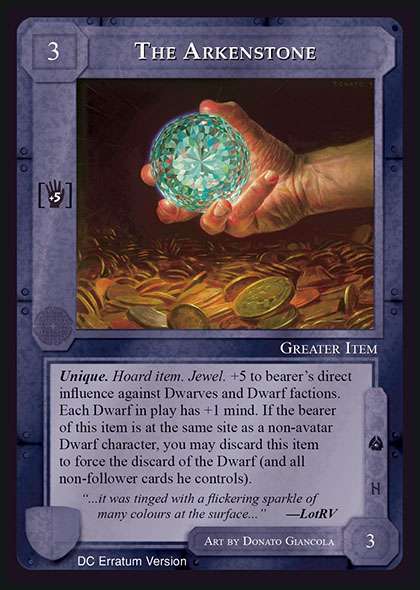 3
THE ARKENSTONE
DONATO
[+5]
GREATER ITEM
Unique. Hoard item. Jewel. +5 to bearer’s direct
influence against Dwarves and Dwarf factions.
Each Dwarf in play has +1 mind. If the bearer
of this item is at the same site as a non-avatar
Dwarf character, you may discard this item
to force the discard of the Dwarf (and all
non-follower cards he controls).
“...it was tinged with a flickering sparkle of
many colours at the surface...” —LotRV
ART BY DONATO GIANCOLA
3
DC Erratum Version